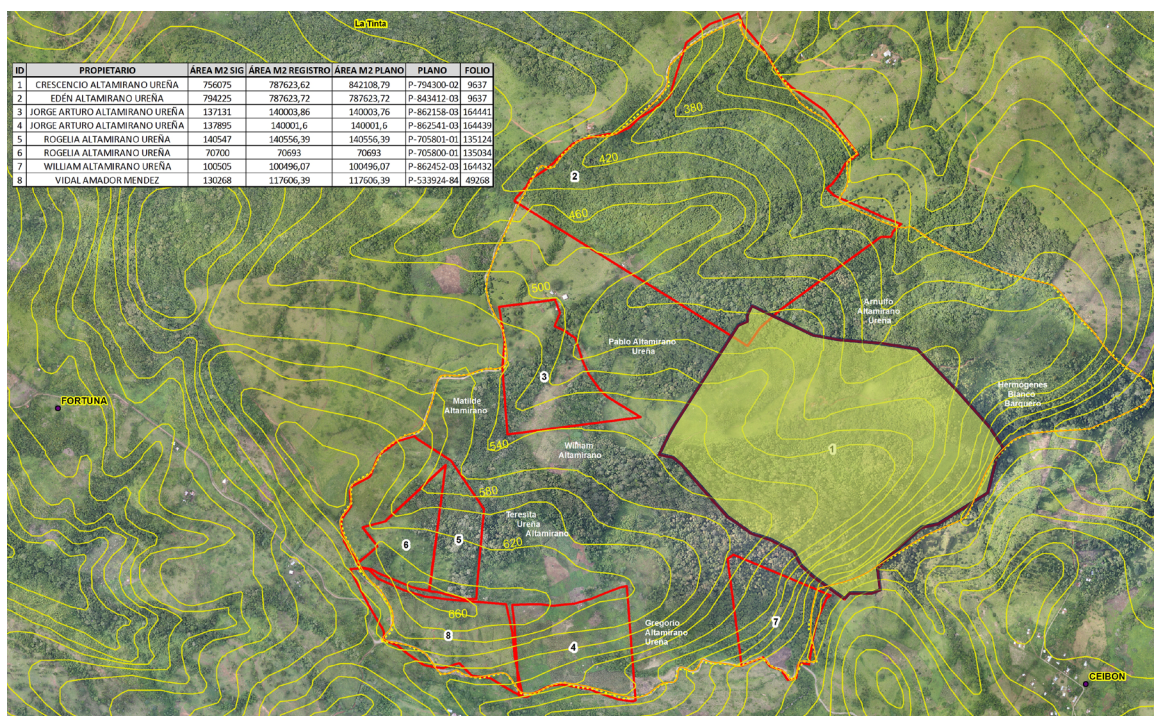 La Tinta
ID PROPIETARIO ÁREA M2 SIG ÁREA M2 REGISTRO ÁREA M2 PLANO PLANO FOLIO
1 CRESCENCIO ALTAMIRANO UREÑA 756075 787623,62 842108,79 P-794300-02 9637
2 EDÉN ALTAMIRANO UREÑA 794225 787623,72 787623,72 P-843412-03 9637
3 JORGE ARTURO ALTAMIRANO UREÑA 137131 140003,86 140003,76 P-862158-03 164441
4 JORGE ARTURO ALTAMIRANO UREÑA 137895 140001,6 140001,6 P-862541-03 164439
5 ROGELIA ALTAMIRANO UREÑA 140547 140556,39 140556,39 P-705801-01 135124
6 ROGELIA ALTAMIRANO UREÑA 70700 70693 70693 P-705800-01 135034
7 WILLIAM ALTAMIRANO UREÑA 100505 100496,07 100496,07 P-862452-03 164432
8 VIDAL AMADOR MENDEZ 130268 117606,39 117606,39 P-533924-84 49268
380
420
2
460
500
Arnulfo
Altamirano
Ureña
Pablo Altamirano
Ureña
3
Hermógenes
Blanco
Barquero
Matilde
Altamirano
FORTUNA
540
William
Altamirano
1
580
Teresita
Ureña
Altamirano
5
6
620
660
8
4
Gregorio
Altamirano
Ureña
7
CEIBON